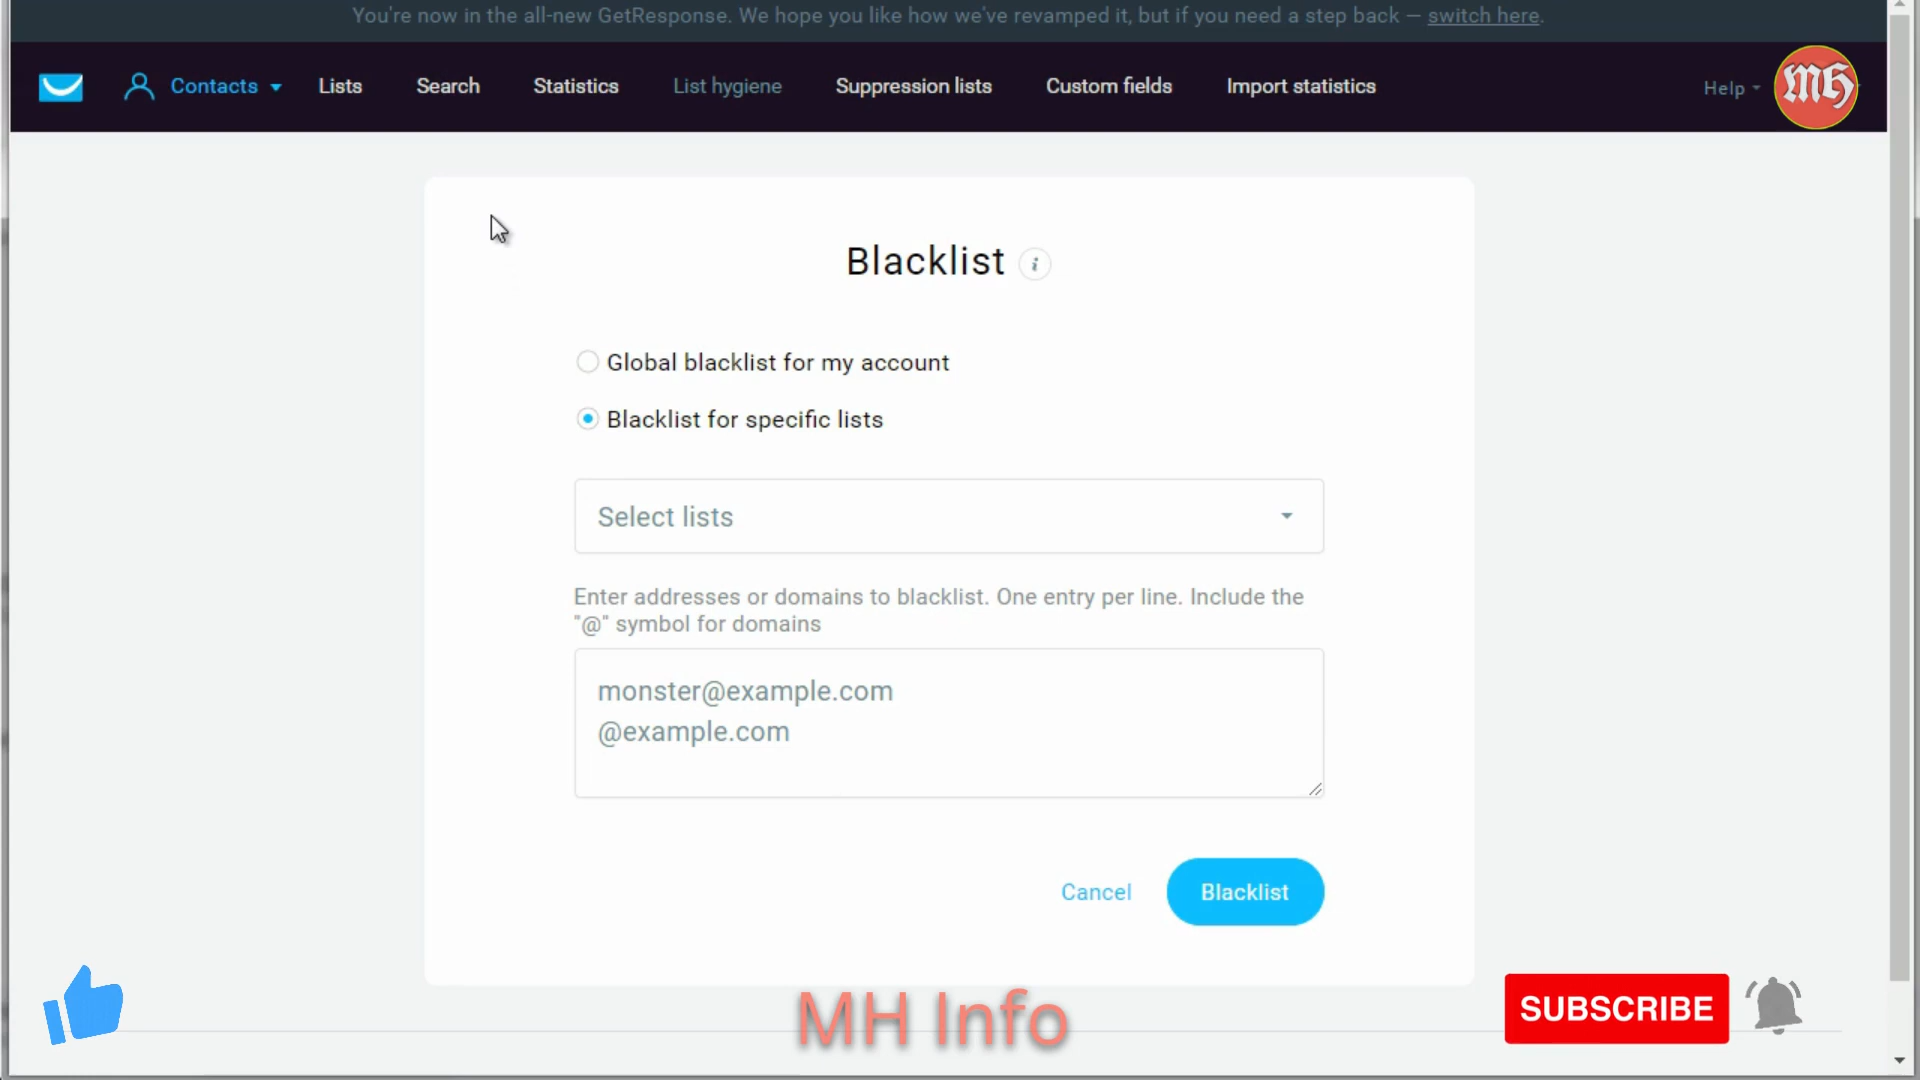 You're now in the all-new GetResponse. We hope you like how we've revamped it, but if you need a step back — switch here.
Contacts Lists Search Statistics List hygiene Suppression lists Custom fields Import statistics Help MH
Blacklist i
Global blacklist for my account
Blacklist for specific lists
Select lists
Enter addresses or domains to blacklist. One entry per line. Include the
"@" symbol for domains
monster@example.com
@example.com
Cancel Blacklist
MH Info
SUBSCRIBE